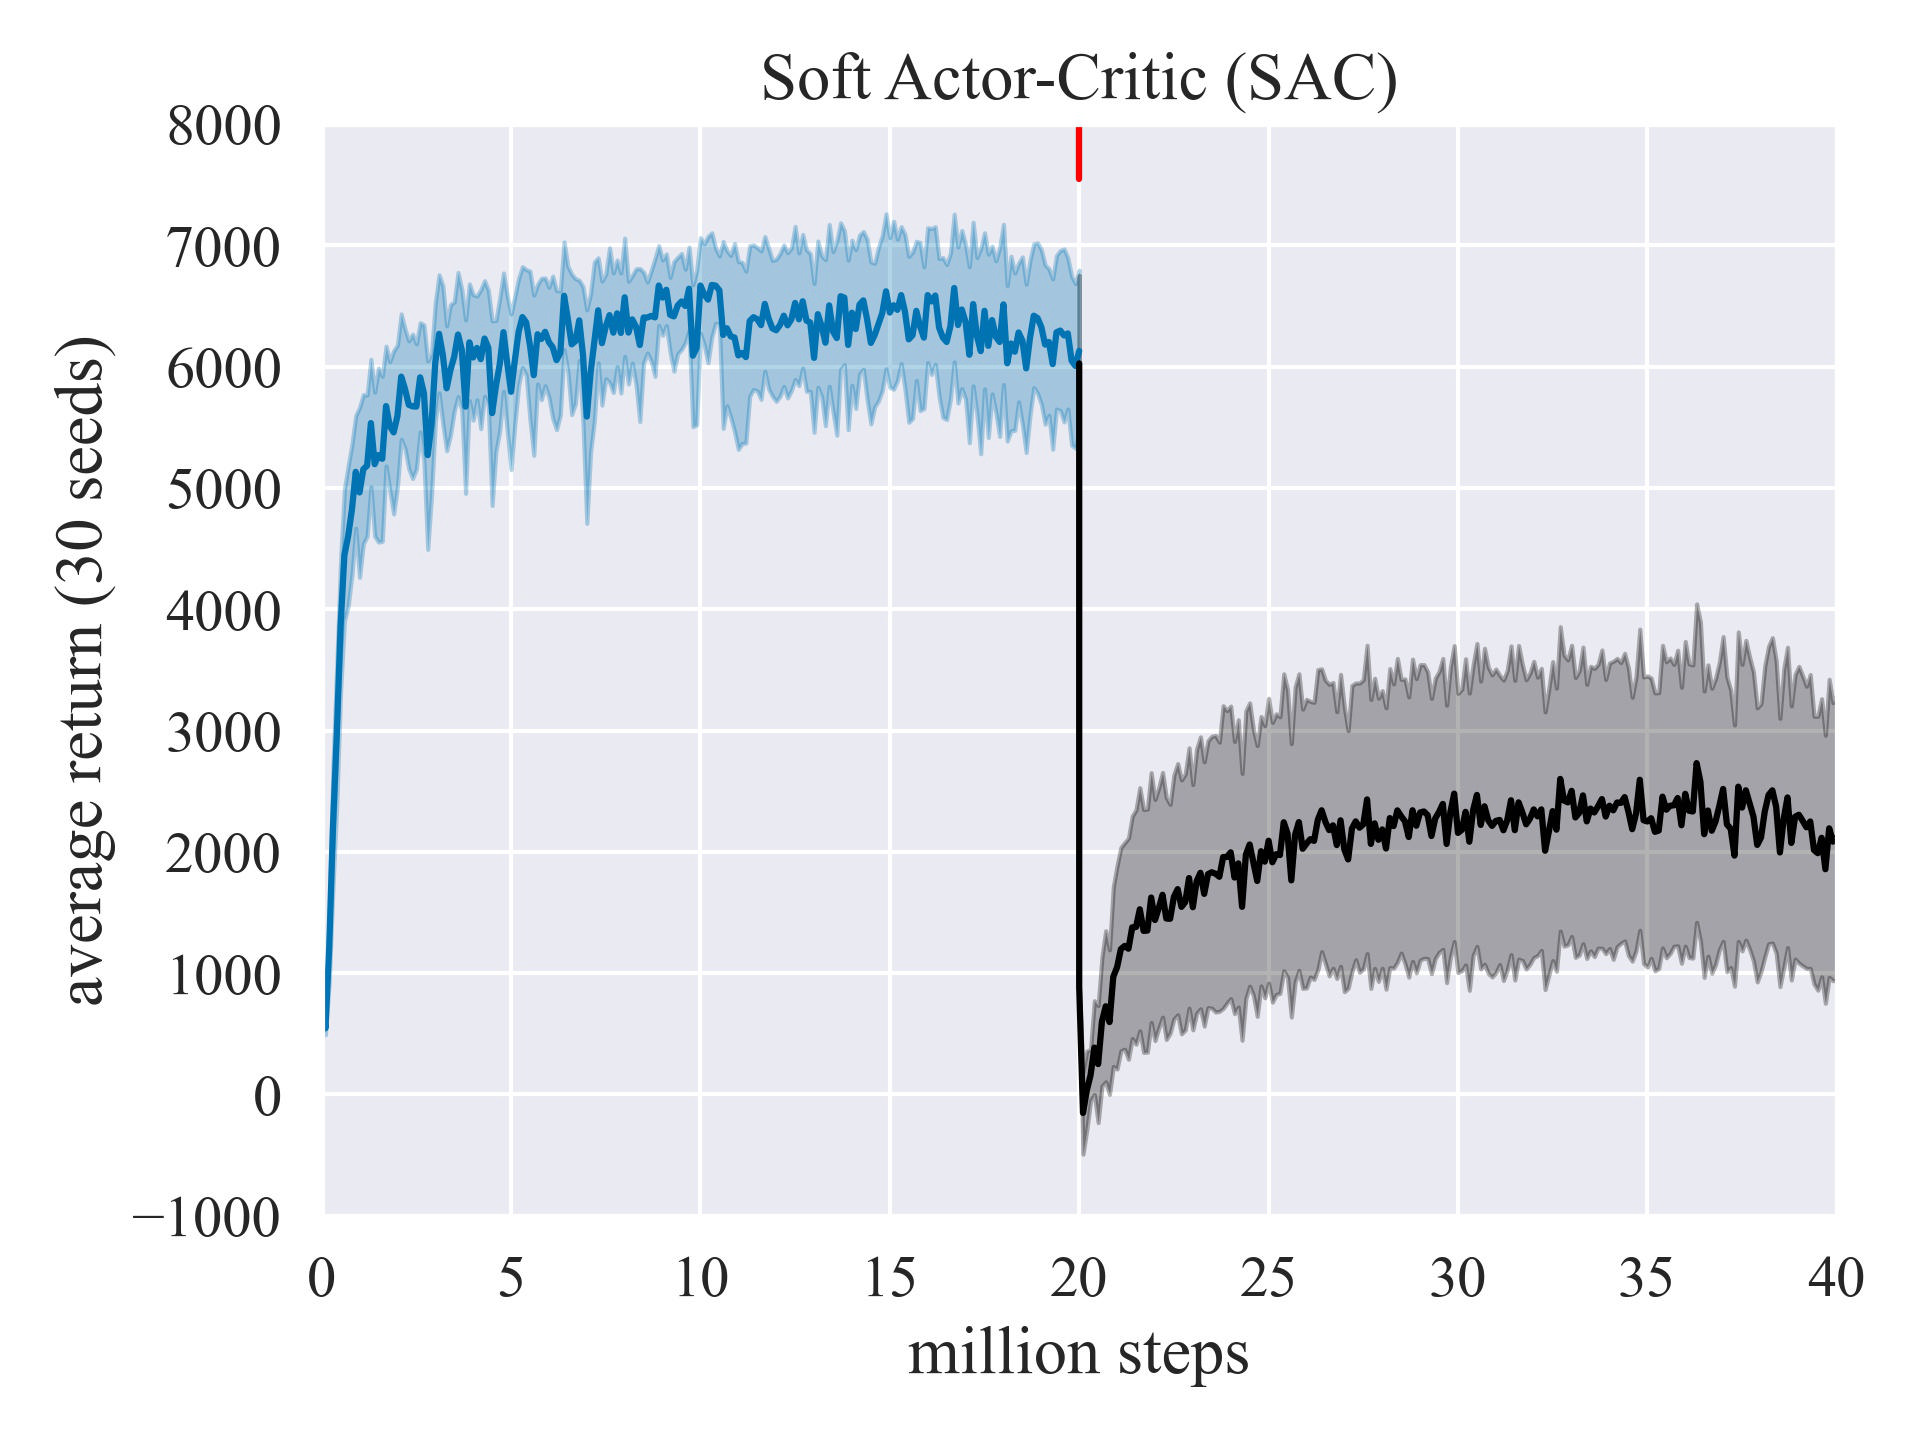 Soft Actor-Critic (SAC)
8000
7000
6000
5000
4000
3000
2000
1000
0
−1000
average return (30 seeds)
0 5 10 15 20 25 30 35 40
million steps